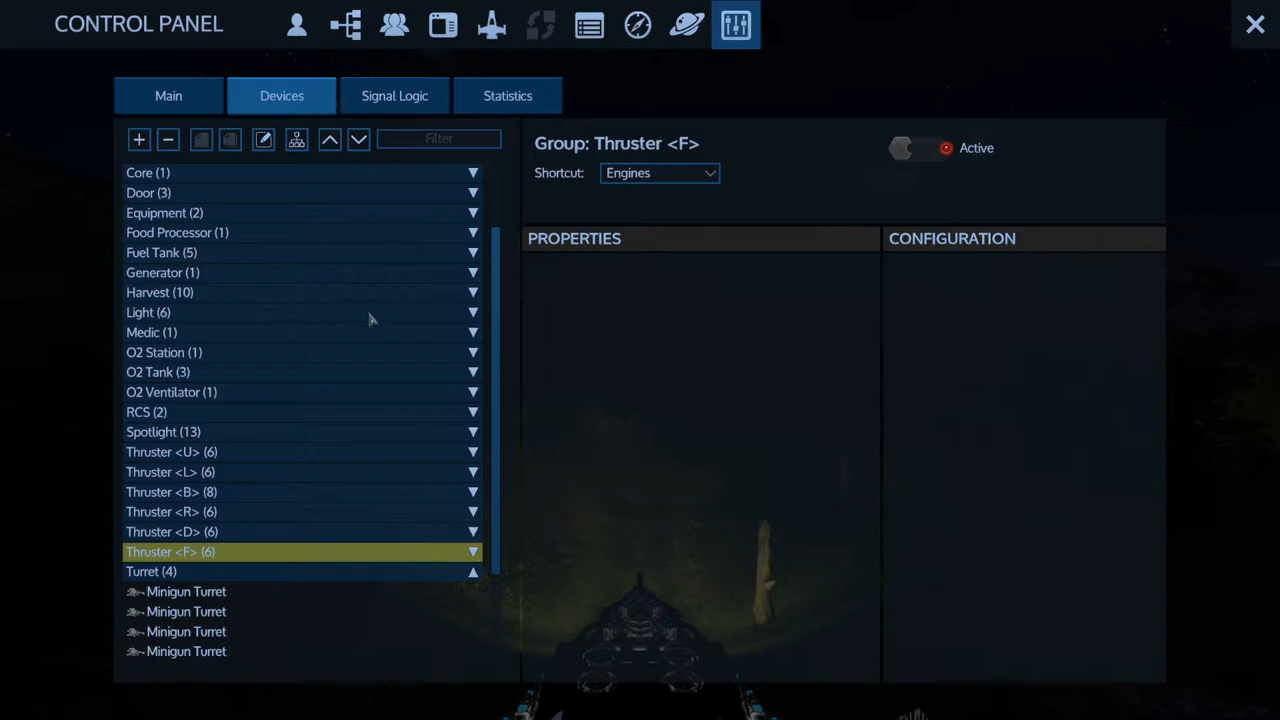 CONTROL PANEL
Main
Devices
Signal Logic
Statistics
Filter
Core (1)
Door (3)
Equipment (2)
Food Processor (1)
Fuel Tank (5)
Generator (1)
Harvest (10)
Light (6)
Medic (1)
O2 Station (1)
O2 Tank (3)
O2 Ventilator (1)
RCS (2)
Spotlight (13)
Thruster <U> (6)
Thruster <L> (6)
Thruster <B> (8)
Thruster <R> (6)
Thruster <D> (6)
Thruster <F> (6)
Turret (4)
Minigun Turret
Minigun Turret
Minigun Turret
Minigun Turret
Group: Thruster <F>
Active
Shortcut: Engines
PROPERTIES
CONFIGURATION